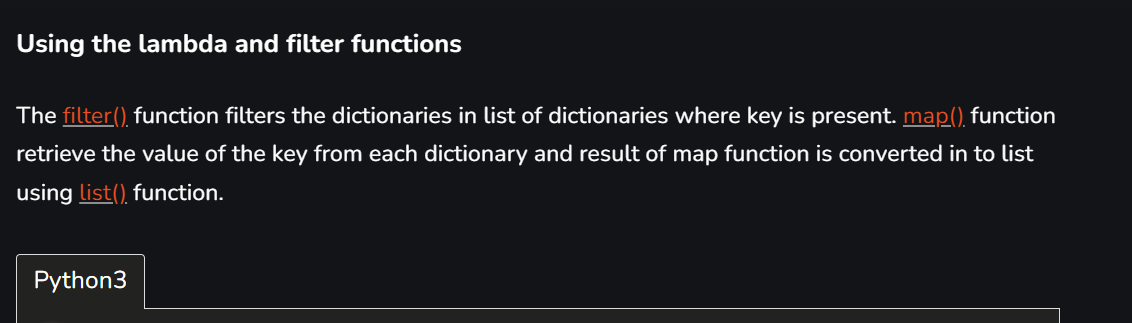 Using the lambda and filter functions
The filter() function filters the dictionaries in list of dictionaries where key is present. map() function
retrieve the value of the key from each dictionary and result of map function is converted in to list
using list() function.
Python3